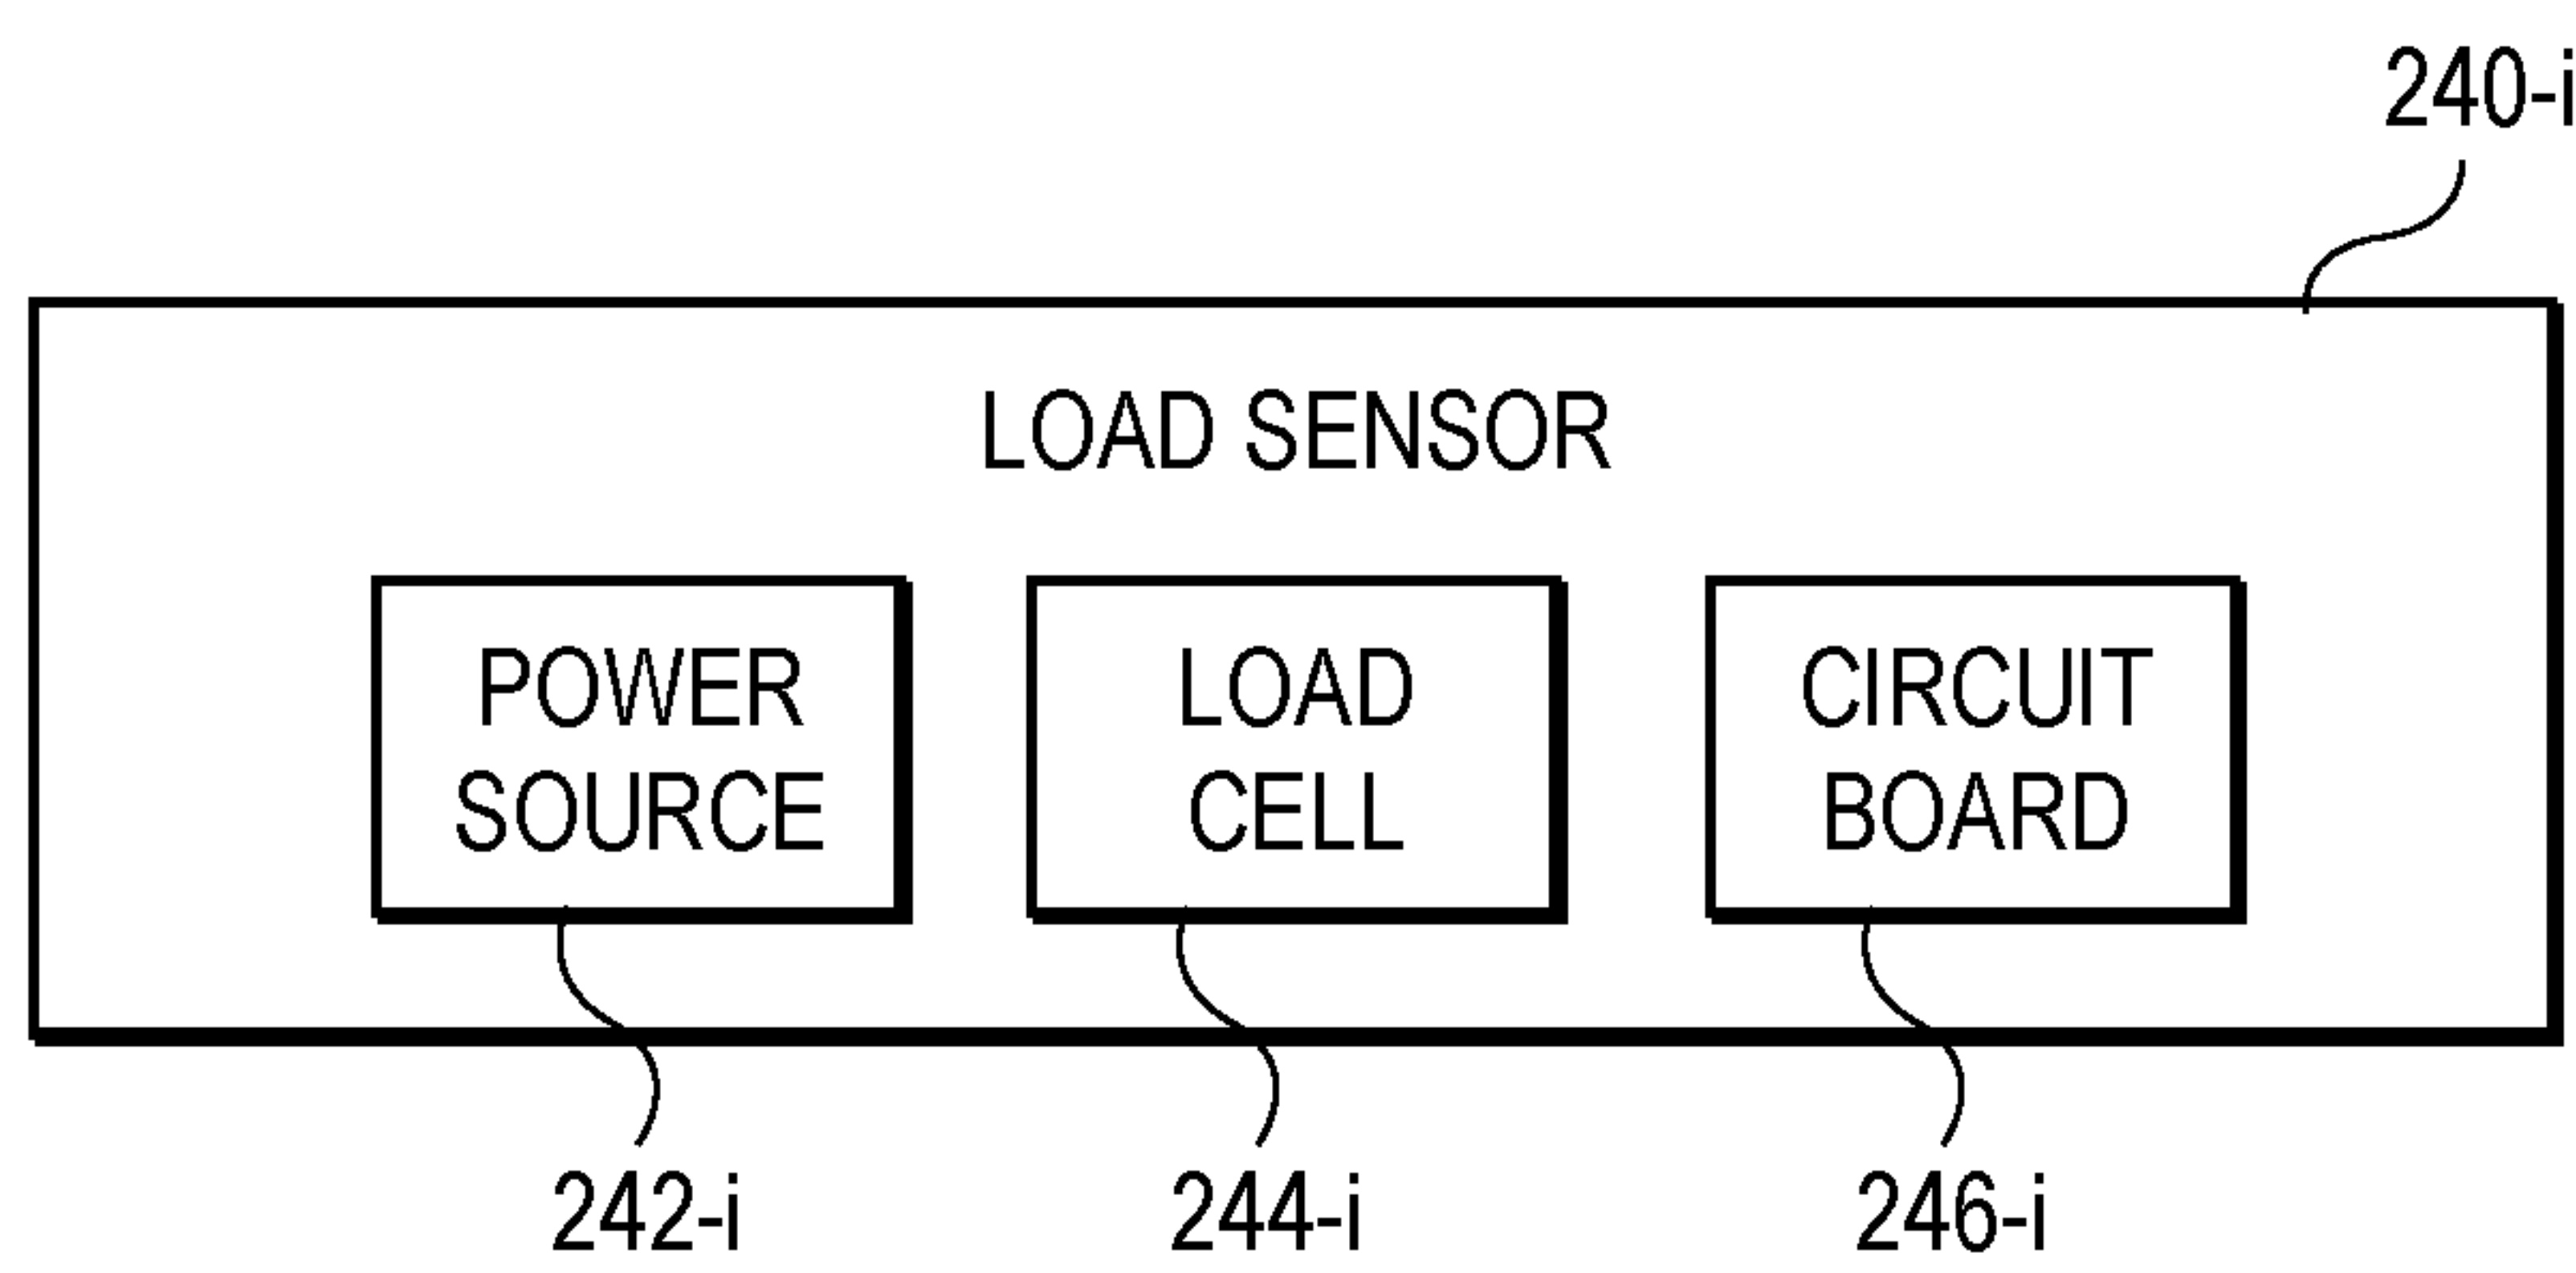 240-i
LOAD SENSOR
POWER
SOURCE
LOAD
CELL
CIRCUIT
BOARD
242-i
244-i
246-i